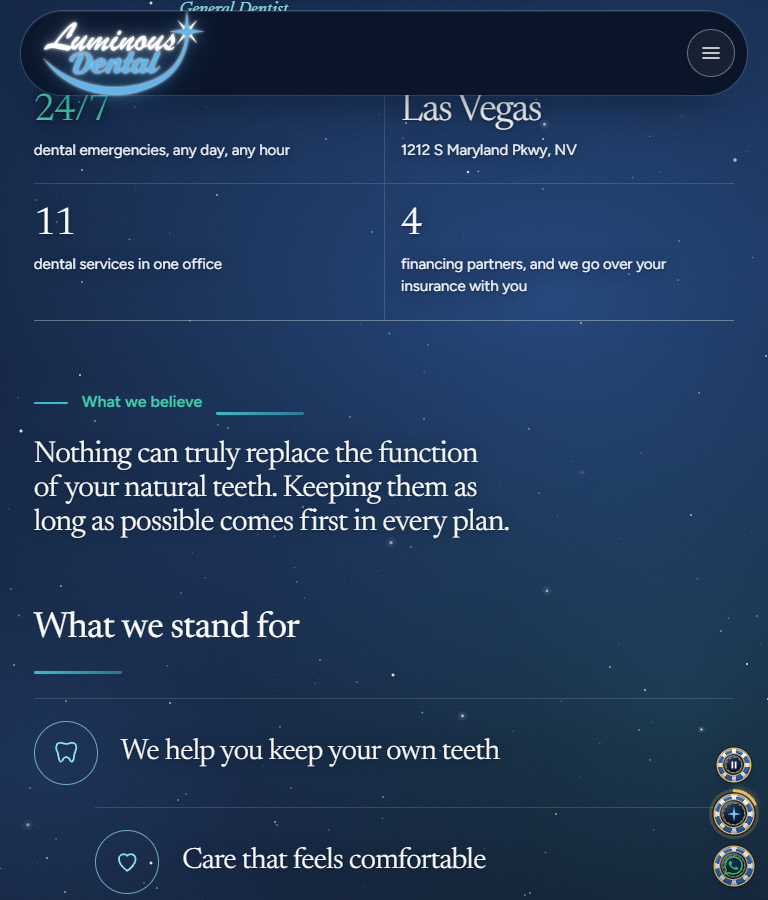 General Dentist
Luminous
Dental
24/7
dental emergencies, any day, any hour
Las Vegas
1212 S Maryland Pkwy, NV
11
dental services in one office
4
financing partners, and we go over your
insurance with you
What we believe
Nothing can truly replace the function
of your natural teeth. Keeping them as
long as possible comes first in every plan.
What we stand for
We help you keep your own teeth
Care that feels comfortable